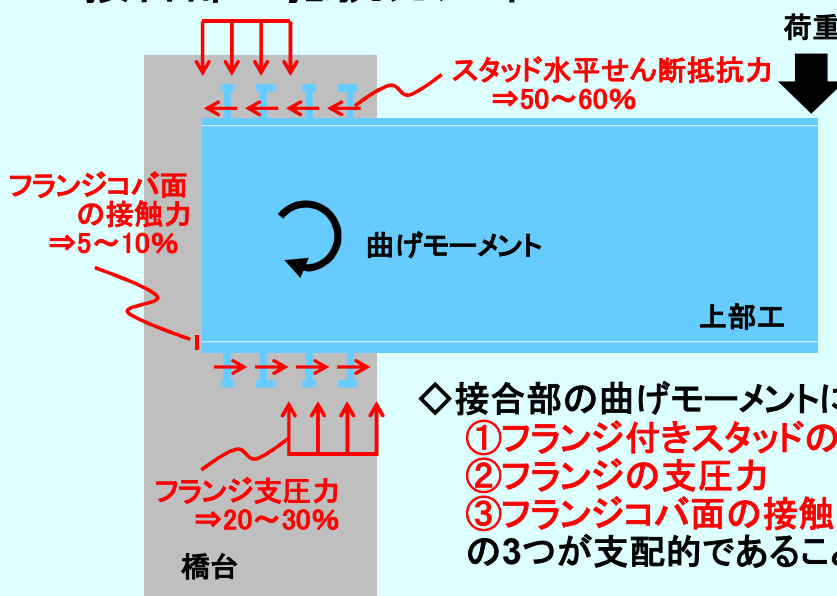 荷重
スタッド水平せん断抵抗力
⇒50～60%
フランジコバ面
の接触力
⇒5～10%
曲げモーメント
上部工
◇接合部の曲げモーメントに
①フランジ付きスタッドの
②フランジの支圧力
③フランジコバ面の接触
の3つが支配的であるこ
フランジ支圧力
⇒20～30%
橋台